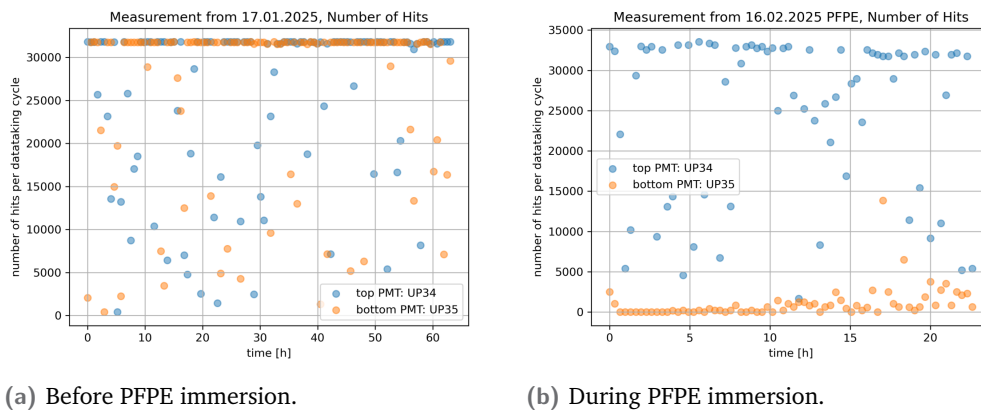 Measurement from 17.01.2025, Number of Hits
number of hits per datataking cycle
30000
25000
20000
15000
10000
5000
0
top PMT: UP34
bottom PMT: UP35
0 10 20 30 40 50 60
time [h]
(a) Before PFPE immersion.
Measurement from 16.02.2025 PFPE, Number of Hits
number of hits per datataking cycle
35000
30000
25000
20000
15000
10000
5000
0
top PMT: UP34
bottom PMT: UP35
0 5 10 15 20
time [h]
(b) During PFPE immersion.